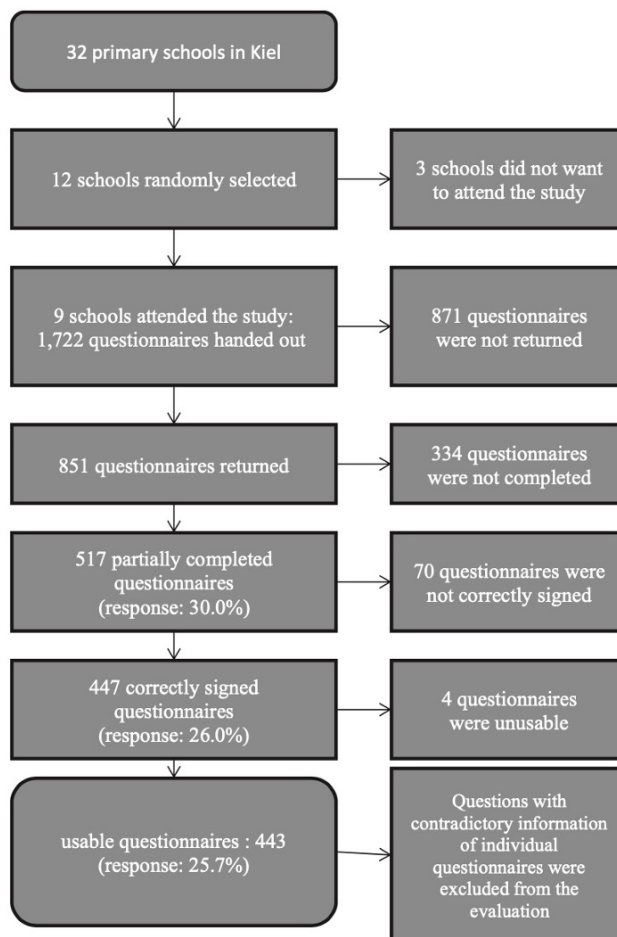 32 primary schools in Kiel
12 schools randomly selected
3 schools did not want
to attend the study
9 schools attended the study:
1,722 questionnaires handed out
871 questionnaires
were not returned
851 questionnaires returned
334 questionnaires
were not completed
517 partially completed
questionnaires
(response: 30.0%)
70 questionnaires were
not correctly signed
447 correctly signed
questionnaires
(response: 26.0%)
4 questionnaires
were unusable
usable questionnaires : 443
(response: 25.7%)
Questions with
contradictory information
of individual
questionnaires were
excluded from the
evaluation